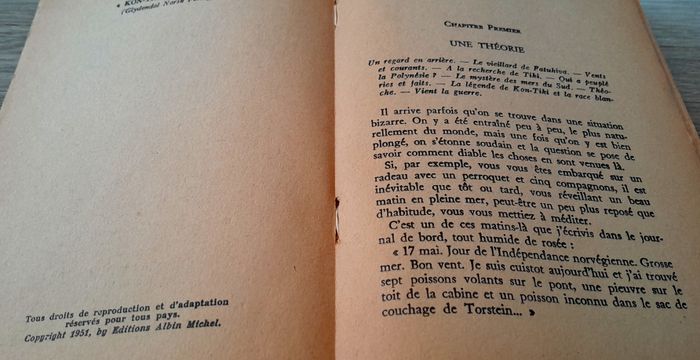 « KON-
(Glydendal Norsk
Tous droits de reproduction et d'adaptation
réservés pour tous pays.
Copyright 1951, by Editions Albin Michel.
CHAPITRE PREMIER
UNE THÉORIE
Un regard en arrière. — Le vieillard de Fatuhiva. — Vents
et courants. — A la recherche de Tiki. — Qui a peuplé
la Polynésie ? — Le mystère des mers du Sud. — Théo-
ries et faits. — La légende de Kon-Tiki et la race blan-
che. — Vient la guerre.
Il arrive parfois qu'on se trouve dans une situation
bizarre. On y a été entraîné peu à peu, le plus natu-
rellement du monde, mais une fois qu'on y est bien
plongé, on s'étonne soudain et la question se pose de
savoir comment diable les choses en sont venues là.
Si, par exemple, vous vous êtes embarqué sur un
radeau avec un perroquet et cinq compagnons, il est
inévitable que tôt ou tard, vous réveillant un beau
matin en pleine mer, peut-être un peu plus reposé que
d'habitude, vous vous mettiez à méditer.
C'est un de ces matins-là que j'écrivis dans le jour-
nal de bord, tout humide de rosée :
« 17 mai. Jour de l'Indépendance norvégienne. Grosse
mer. Bon vent. Je suis cuistot aujourd'hui et j'ai trouvé
sept poissons volants sur le pont, une pieuvre sur le
toit de la cabine et un poisson inconnu dans le sac de
couchage de Torstein... »